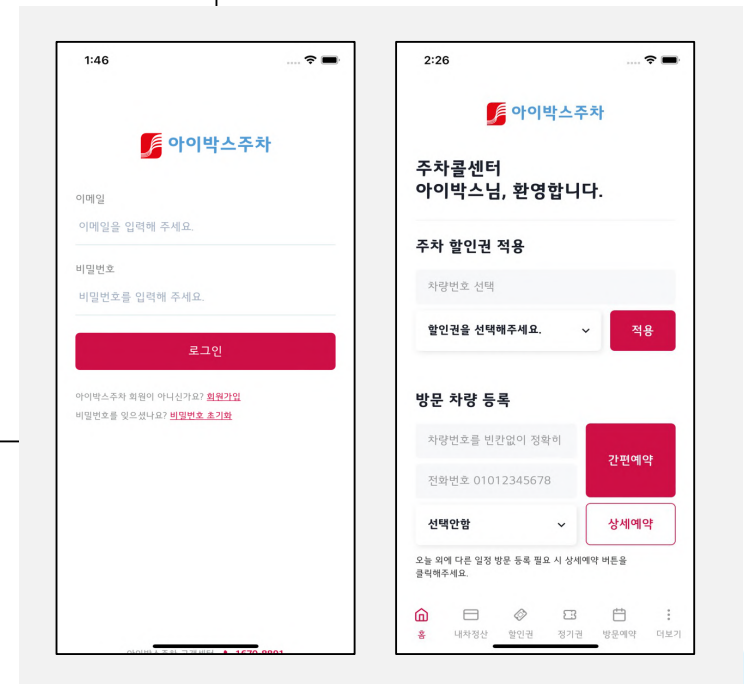 1:46
아이박스주차
이메일
이메일을 입력해 주세요.
비밀번호
비밀번호를 입력해 주세요.
로그인
아이박스주차 회원이 아니신가요? 회원가입
비밀번호를 잊으셨나요? 비밀번호 초기화
2:26
아이박스주차
주차콜센터
아이박스님, 환영합니다.
주차 할인권 적용
차량번호 선택
할인권을 선택해주세요.
적용
방문 차량 등록
차량번호를 빈칸없이 정확히
전화번호 01012345678
간편예약
선택안함
상세예약
오늘 외에 다른 일정 방문 등록 필요 시 상세예약 버튼을
클릭해주세요.
홈 내차정산 할인권 정기권 방문예약 더보기